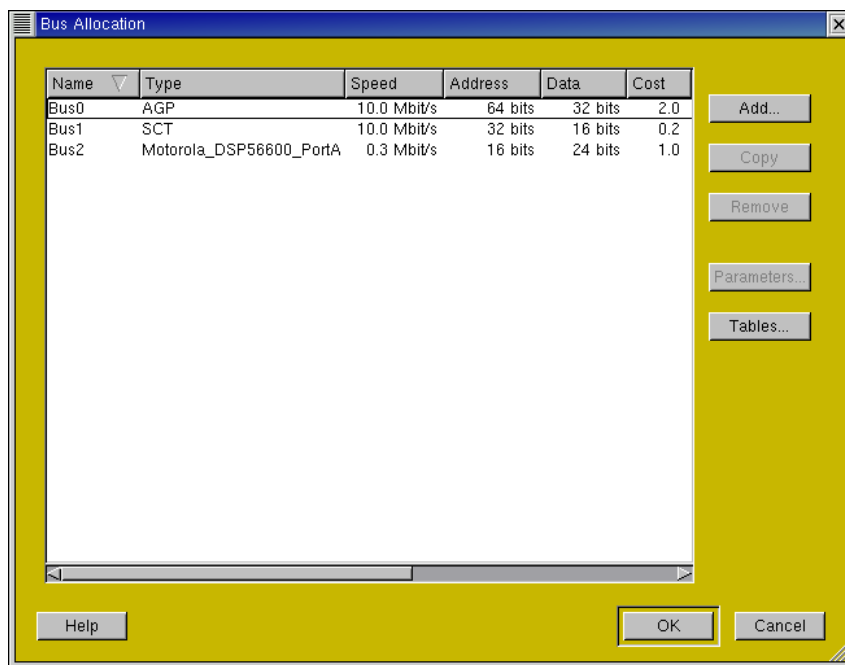 Bus Allocation
Name Type Speed Address Data Cost
Bus0 AGP 10.0 Mbit/s 64 bits 32 bits 2.0
Bus1 SCT 10.0 Mbit/s 32 bits 16 bits 0.2
Bus2 Motorola_DSP56600_PortA 0.3 Mbit/s 16 bits 24 bits 1.0
Add...
Copy
Remove
Parameters...
Tables...
Help OK Cancel